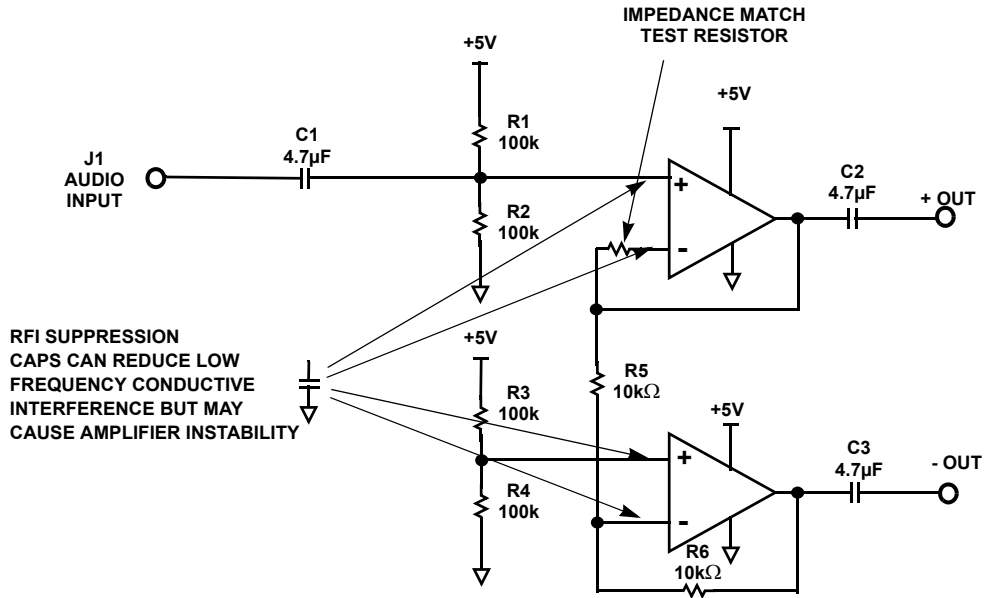 IMPEDANCE MATCH
TEST RESISTOR
+5V
+5V
R1
100k
C1
4.7µF
J1
AUDIO
INPUT
+
C2
4.7µF
+ OUT
R2
100k
-
RFI SUPPRESSION
CAPS CAN REDUCE LOW
FREQUENCY CONDUCTIVE
INTERFERENCE BUT MAY
CAUSE AMPLIFIER INSTABILITY
+5V
R3
100k
R5
10kΩ
+5V
+
C3
4.7µF
- OUT
R4
100k
-
R6
10kΩ